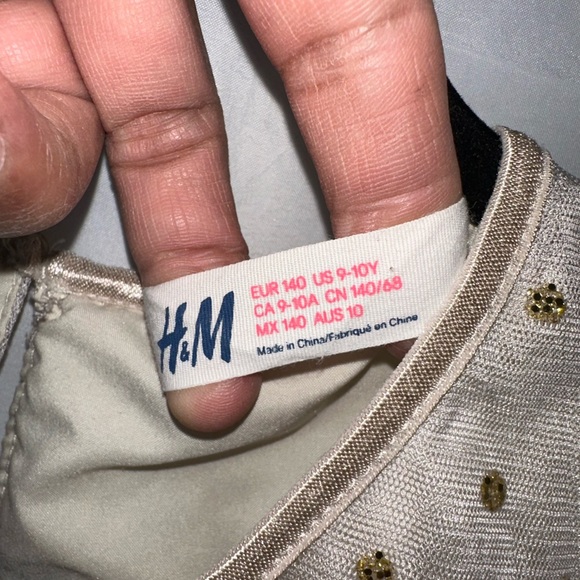 H&M
EUR 140 US 9-10Y
CA 9-10A CN 140/68
MX 140 AUS 10
Made in China/Fabriqué en Chine